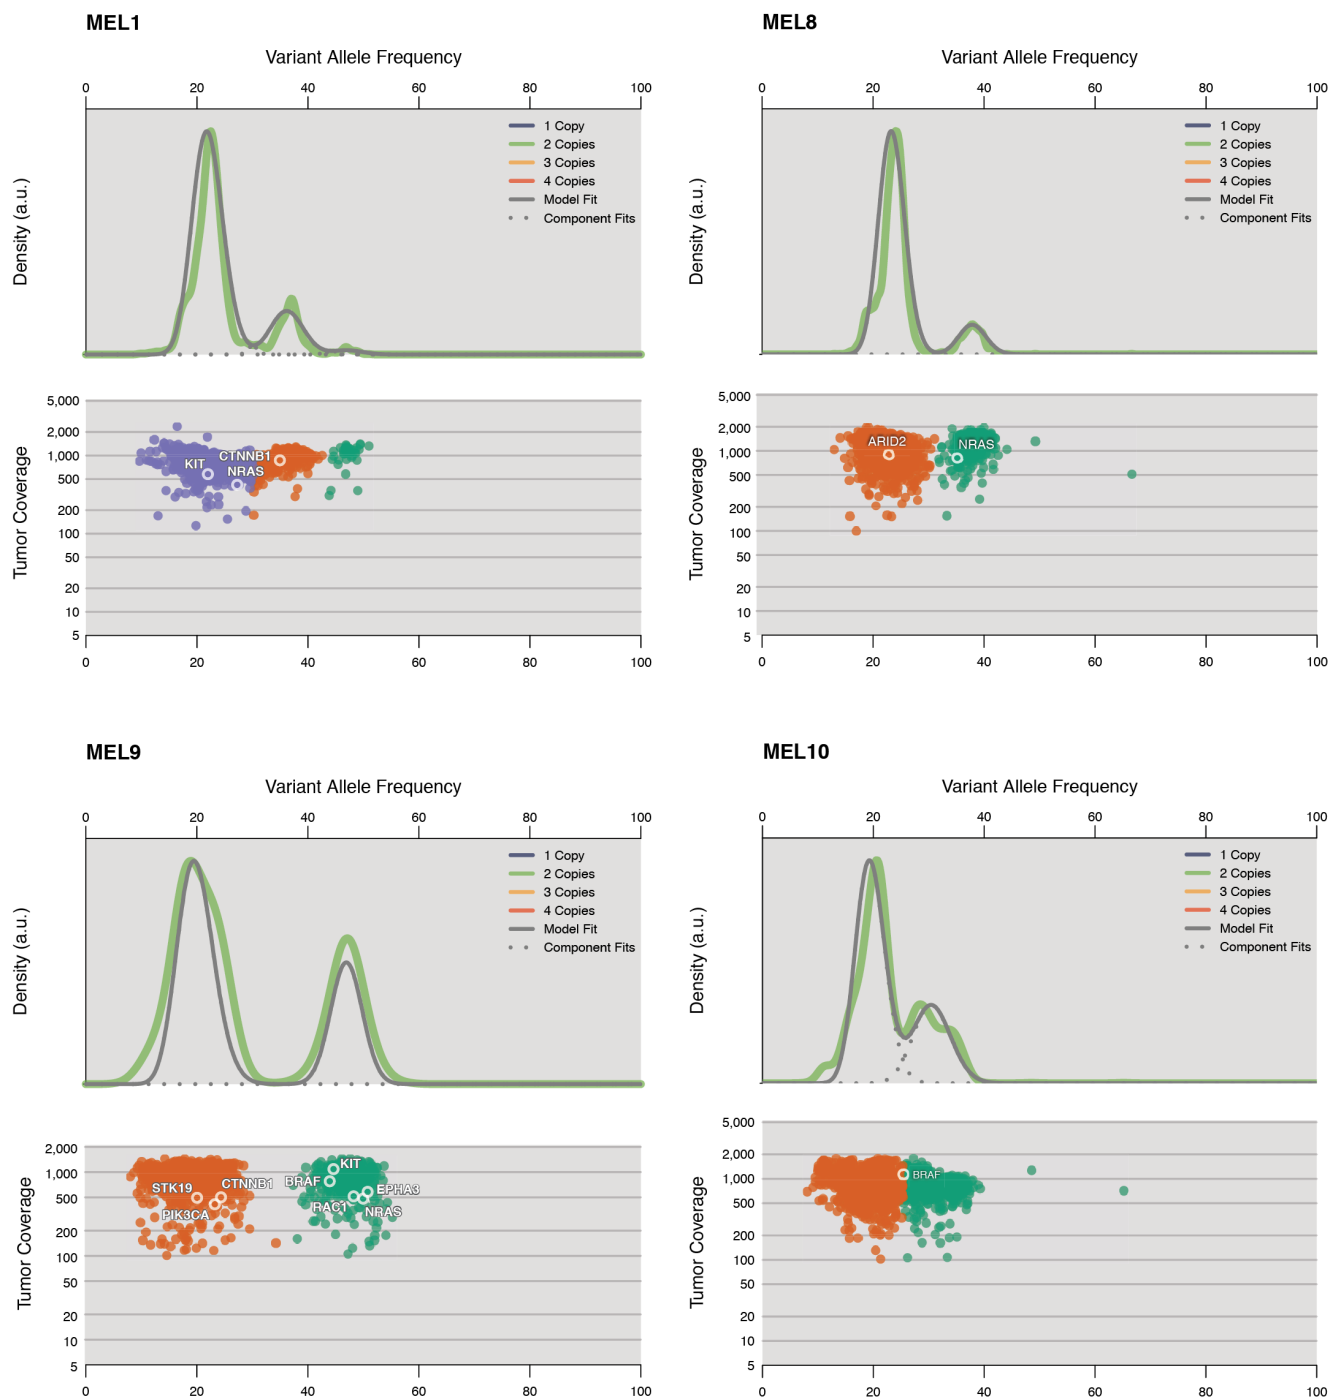 MEL1
Variant Allele Frequency
0 20 40 60 80 100
Density (a.u.)
1 Copy
2 Copies
3 Copies
4 Copies
Model Fit
Component Fits
Tumor Coverage
5,000
2,000
1,000
500
200
100
50
20
10
5
KIT
CTNNB1
NRAS
0 20 40 60 80 100
MEL8
Variant Allele Frequency
0 20 40 60 80 100
Density (a.u.)
1 Copy
2 Copies
3 Copies
4 Copies
Model Fit
Component Fits
Tumor Coverage
5,000
2,000
1,000
500
200
100
50
20
10
5
ARID2
NRAS
0 20 40 60 80 100
MEL9
Variant Allele Frequency
0 20 40 60 80 100
Density (a.u.)
1 Copy
2 Copies
3 Copies
4 Copies
Model Fit
Component Fits
Tumor Coverage
2,000
1,000
500
200
100
50
20
10
5
STK19
CTNNB1
PIK3CA
KIT
BRAF
EPHA3
RAC1
NRAS
0 20 40 60 80 100
MEL10
Variant Allele Frequency
0 20 40 60 80 100
Density (a.u.)
1 Copy
2 Copies
3 Copies
4 Copies
Model Fit
Component Fits
Tumor Coverage
5,000
2,000
1,000
500
200
100
50
20
10
5
BRAF
0 20 40 60 80 100